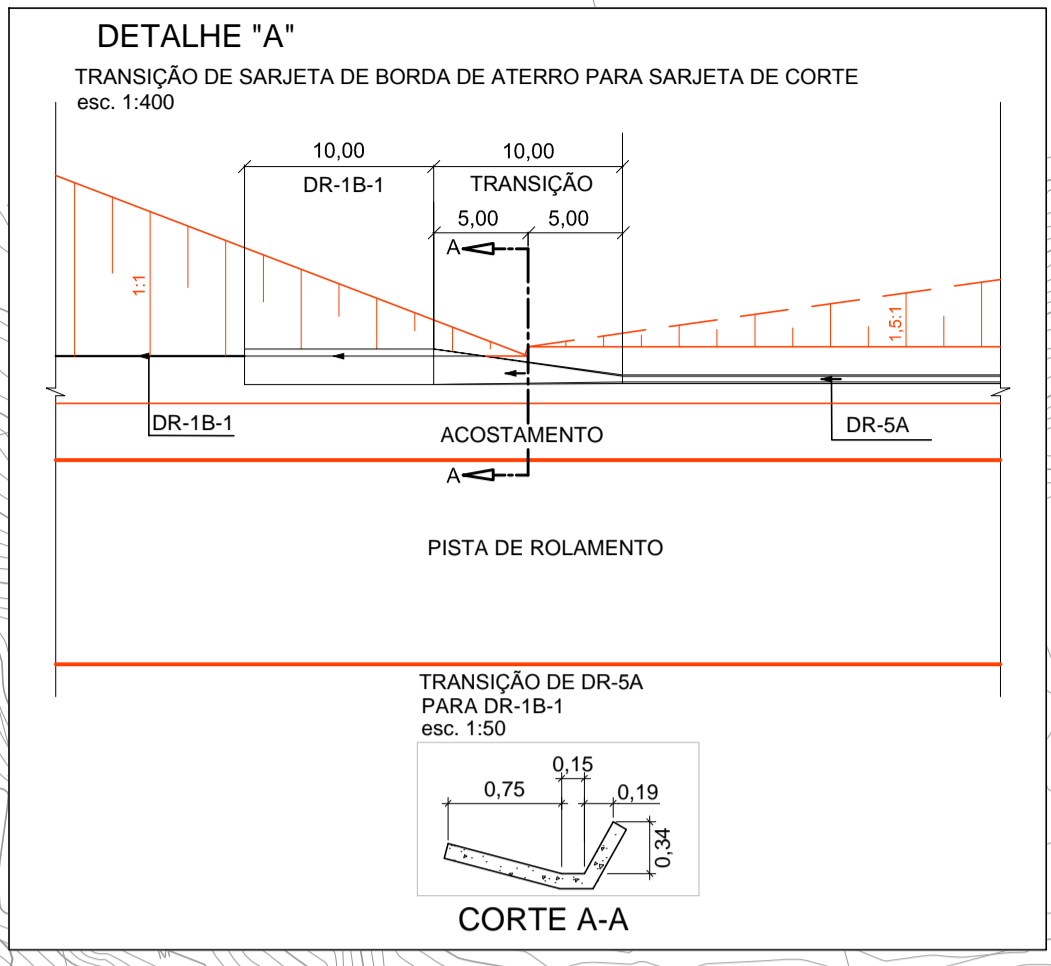 DETALHE "A"
TRANSIÇÃO DE SARJETA DE BORDA DE ATERRO PARA SARJETA DE CORTE
esc. 1:400
10,00
10,00
DR-1B-1
TRANSIÇÃO
5,00
5,00
A
1:1
1,5:1
DR-1B-1
DR-5A
ACOSTAMENTO
A
PISTA DE ROLAMENTO
TRANSIÇÃO DE DR-5A
PARA DR-1B-1
esc. 1:50
0,15
0,75
0,19
0,34
CORTE A-A